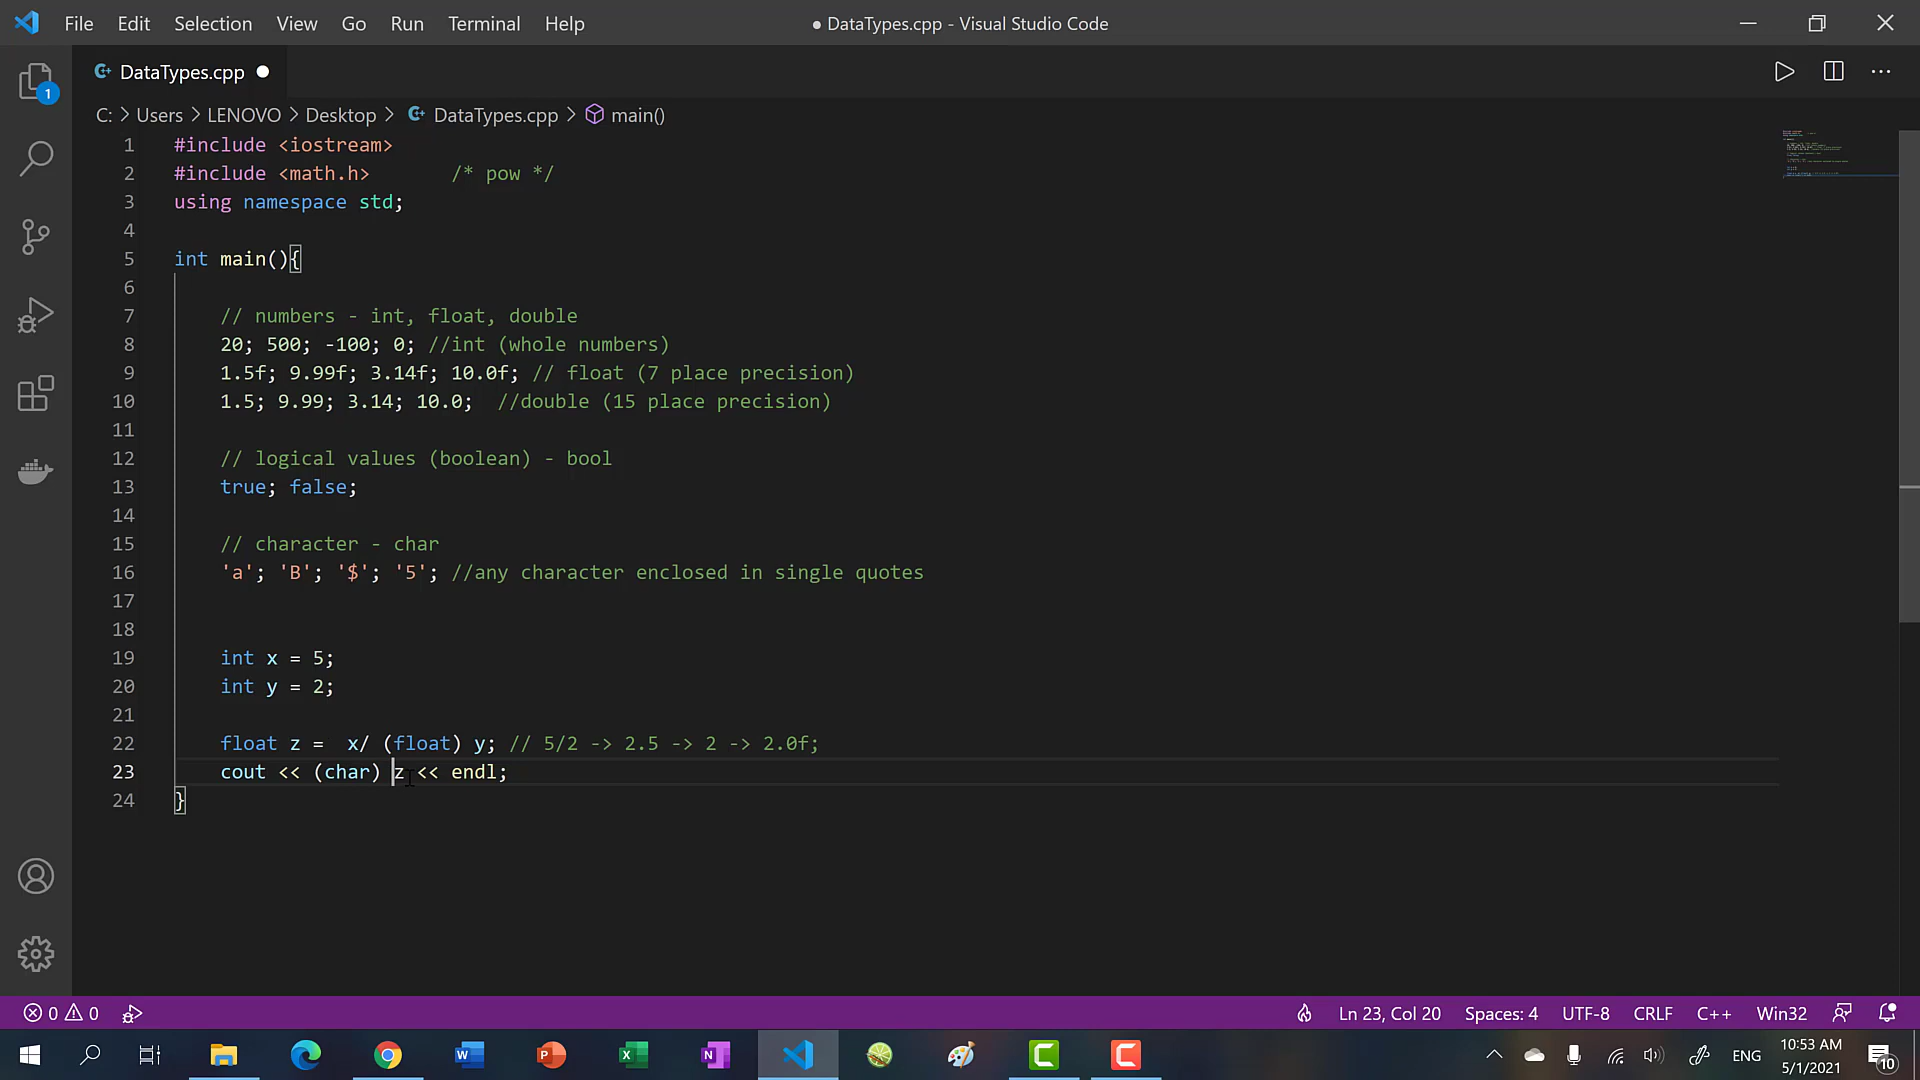 File Edit Selection View Go Run Terminal Help
● DataTypes.cpp - Visual Studio Code
DataTypes.cpp ●
C: > Users > LENOVO > Desktop > DataTypes.cpp > main()
1 #include <iostream>
2 #include <math.h>       /* pow */
3 using namespace std;
4
5 int main(){
6
7     // numbers - int, float, double
8     20; 500; -100; 0; //int (whole numbers)
9     1.5f; 9.99f; 3.14f; 10.0f; // float (7 place precision)
10     1.5; 9.99; 3.14; 10.0;  //double (15 place precision)
11
12     // logical values (boolean) - bool
13     true; false;
14
15     // character - char
16     'a'; 'B'; '$'; '5'; //any character enclosed in single quotes
17
18
19     int x = 5;
20     int y = 2;
21
22     float z =  x/ (float) y; // 5/2 -> 2.5 -> 2 -> 2.0f;
23     cout << (char) z << endl;
24 }
1
0 0
Ln 23, Col 20 Spaces: 4 UTF-8 CRLF C++ Win32
ENG
10:53 AM
5/1/2021
10